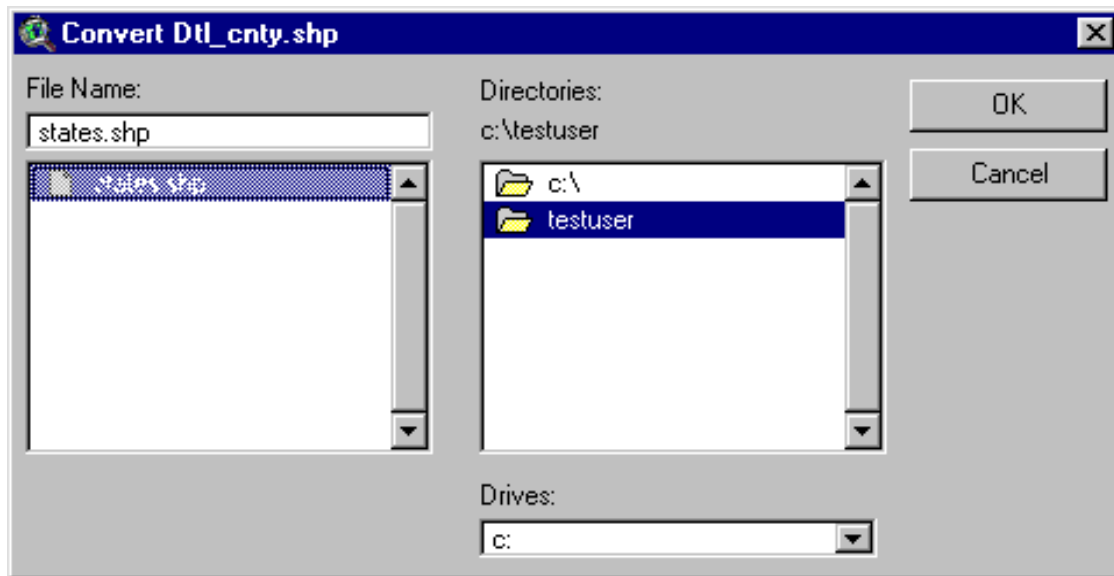 Convert Dtl_cnty.shp
File Name:
states.shp
states.shp
Directories:
c:\testuser
c:\
testuser
Drives:
c:
OK
Cancel